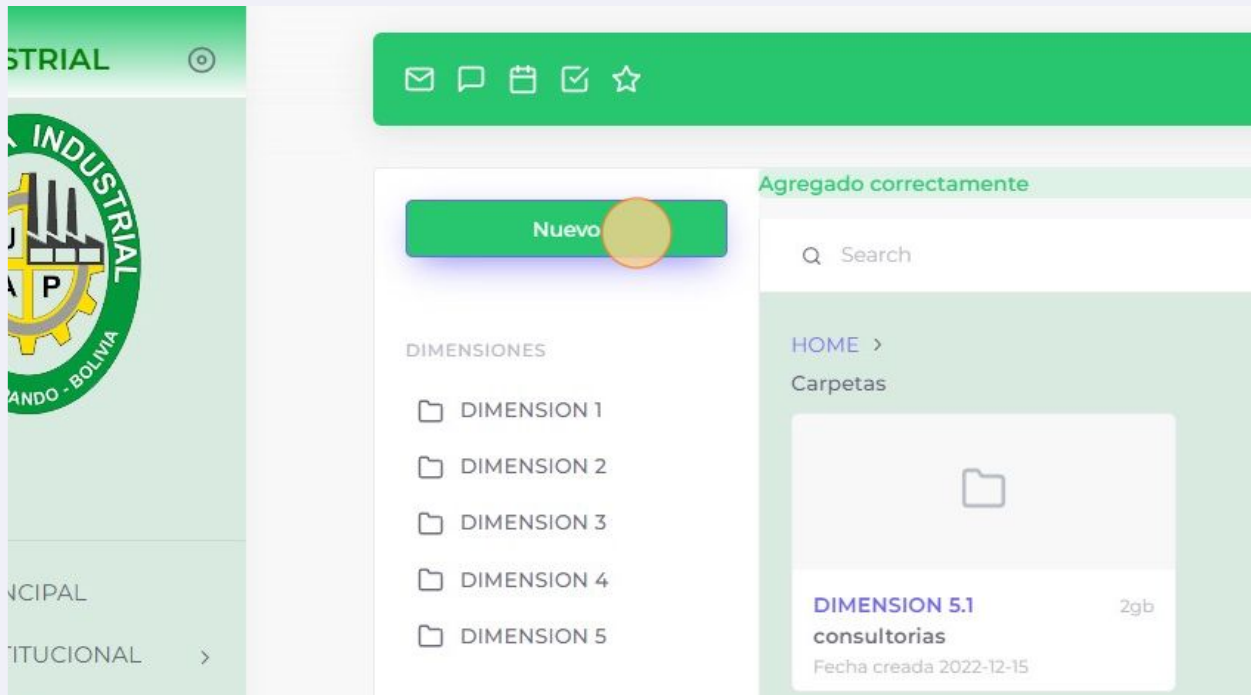 STRIAL
INDUSTRIAL
U
A P
ANDO - BOLIVIA
NCIPAL
TITUCIONAL
Nuevo
DIMENSIONES
DIMENSION 1
DIMENSION 2
DIMENSION 3
DIMENSION 4
DIMENSION 5
Agregado correctamente
Search
HOME >
Carpetas
DIMENSION 5.1 2gb
consultorias
Fecha creada 2022-12-15